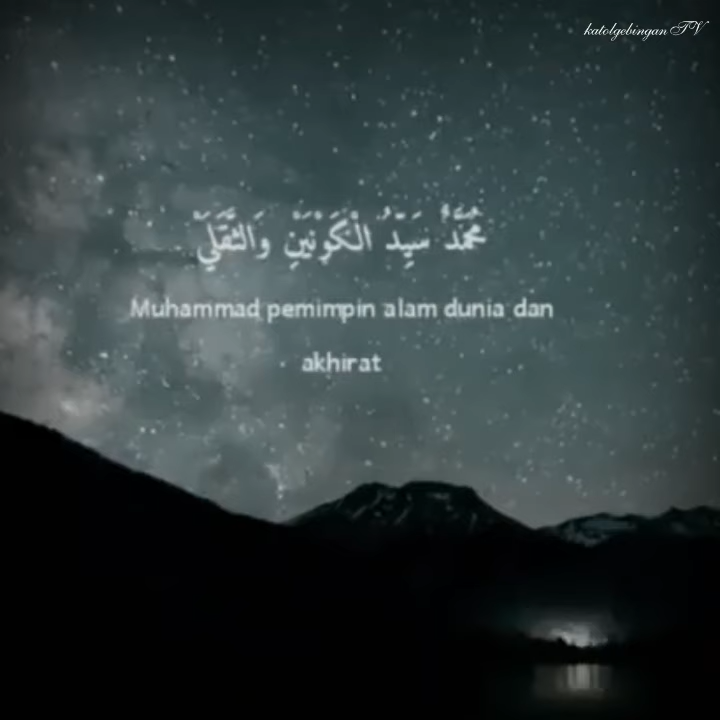 katolgebingan TV
مُحَمَّدٌ سَيِّدُ الْكَوْنَيْنِ وَالثَّقَلَيْ
Muhammad pemimpin alam dunia dan
akhirat